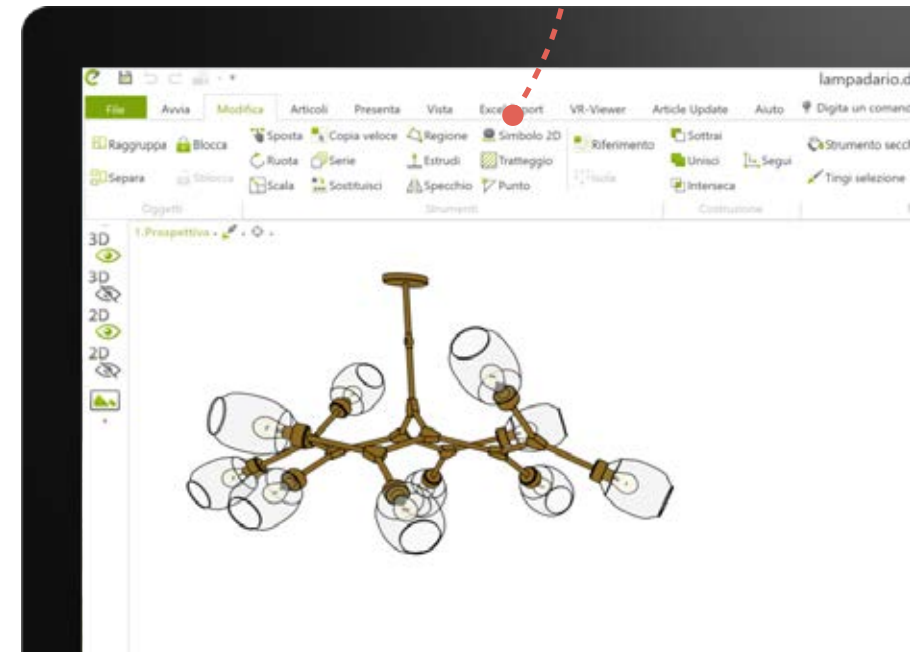 lampadario.d
File Avvia Modifica Articoli Presenta Vista VR-Viewer Article Update Aiuto Digita un comand
Raggruppa Blocca Sposta Copia veloce Regione Simbolo 2D Riferimento Sottrai Strumento secch
Ruota Serie Estrudi Tratteggio Unisci Segui
Separa Sblocca Scala Sostituisci Specchio Punto Isola Interseca Tingi selezione
Oggetti Strumenti Costruzione
1.Prospettiva
3D
3D
2D
2D